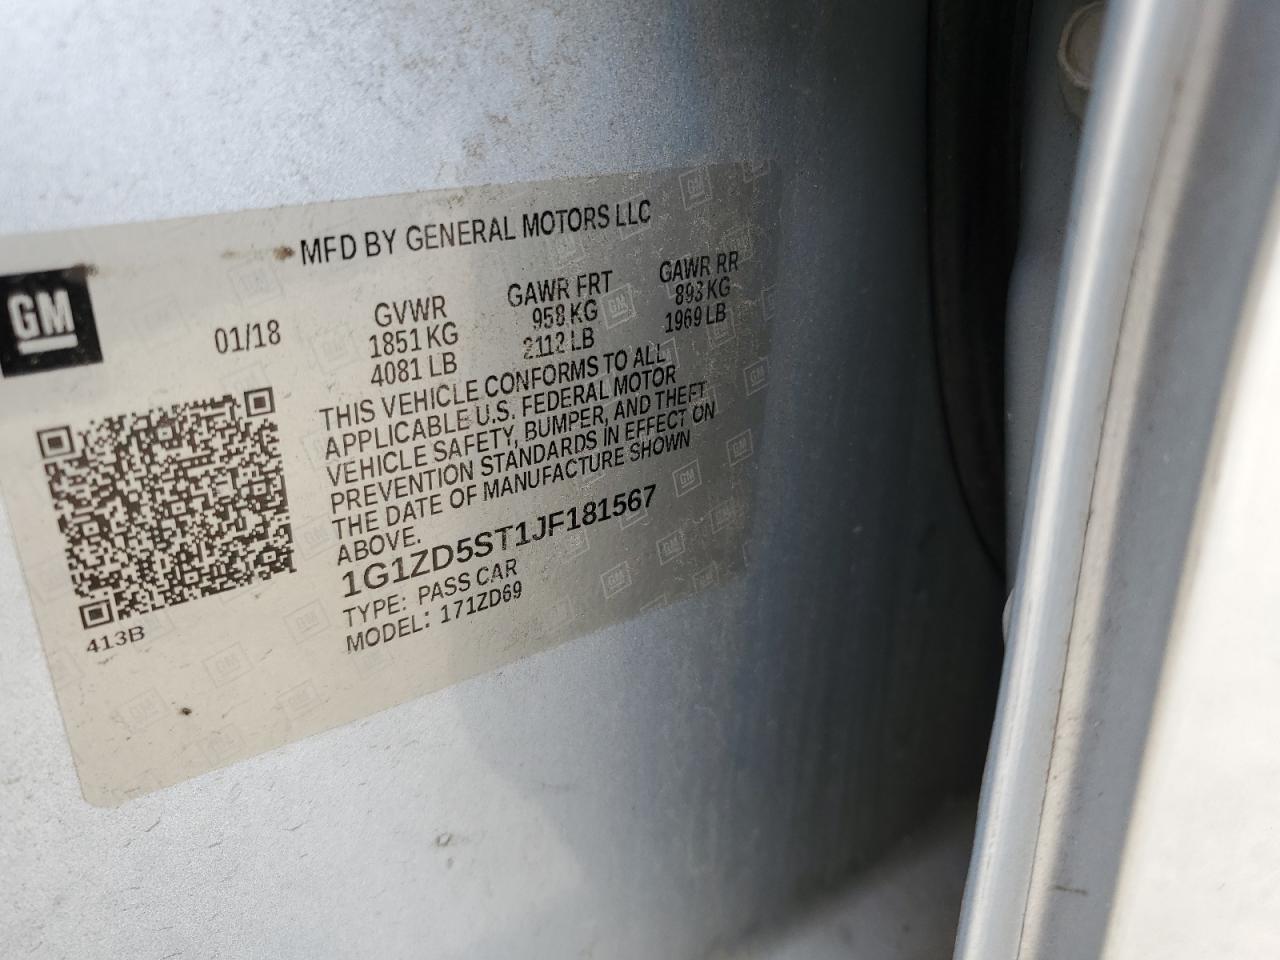 MFD BY GENERAL MOTORS LLC
GM
01/18
GVWR
1851 KG
4081 LB
GAWR FRT
958 KG
2112 LB
GAWR RR
893 KG
1969 LB
THIS VEHICLE CONFORMS TO ALL
APPLICABLE U.S. FEDERAL MOTOR
VEHICLE SAFETY, BUMPER, AND THEFT
PREVENTION STANDARDS IN EFFECT ON
THE DATE OF MANUFACTURE SHOWN
ABOVE.
1G1ZD5ST1JF181567
TYPE: PASS CAR
MODEL: 171ZD69
413B